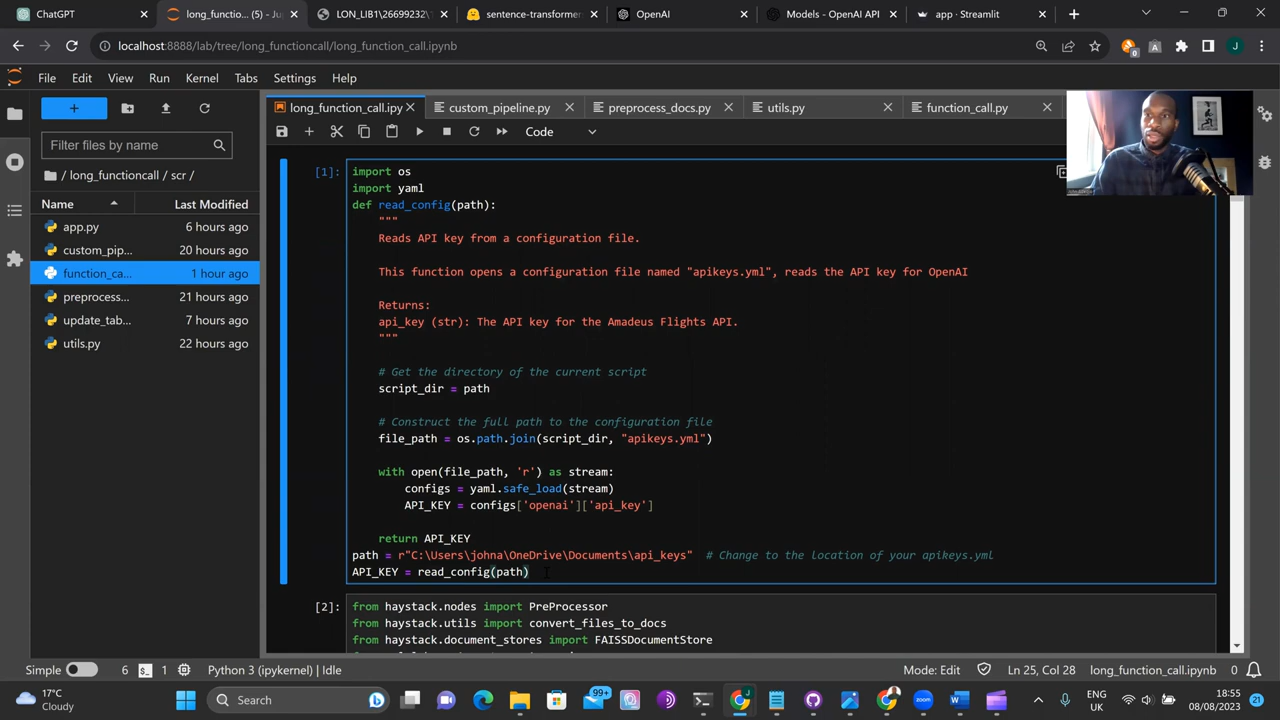 ChatGPT
long_functio... (5) - Ju
LON_LIB1\26699232\
sentence-transformer
OpenAI
Models - OpenAI API
app · Streamlit
localhost:8888/lab/tree/long_functioncall/long_function_call.ipynb
File Edit View Run Kernel Tabs Settings Help
long_function_call.ipy
custom_pipeline.py
preprocess_docs.py
utils.py
function_call.py
Code
Filter files by name
/ long_functioncall / scr /
Name Last Modified
app.py 6 hours ago
custom_pip... 20 hours ago
function_ca... 1 hour ago
preprocess... 21 hours ago
update_tab... 7 hours ago
utils.py 22 hours ago
[1]:
import os
import yaml
def read_config(path):
"""
Reads API key from a configuration file.
This function opens a configuration file named "apikeys.yml", reads the API key for OpenAI
Returns:
api_key (str): The API key for the Amadeus Flights API.
"""
# Get the directory of the current script
script_dir = path
# Construct the full path to the configuration file
file_path = os.path.join(script_dir, "apikeys.yml")
with open(file_path, 'r') as stream:
configs = yaml.safe_load(stream)
API_KEY = configs['openai']['api_key']
return API_KEY
path = r"C:\Users\johna\OneDrive\Documents\api_keys" # Change to the location of your apikeys.yml
API_KEY = read_config(path)
[2]:
from haystack.nodes import PreProcessor
from haystack.utils import convert_files_to_docs
from haystack.document_stores import FAISSDocumentStore
Simple 6 1 Python 3 (ipykernel) | Idle Mode: Edit Ln 25, Col 28 long_function_call.ipynb 0
17°C
Cloudy
Search
99+
ENG
UK
18:55
08/08/2023
21